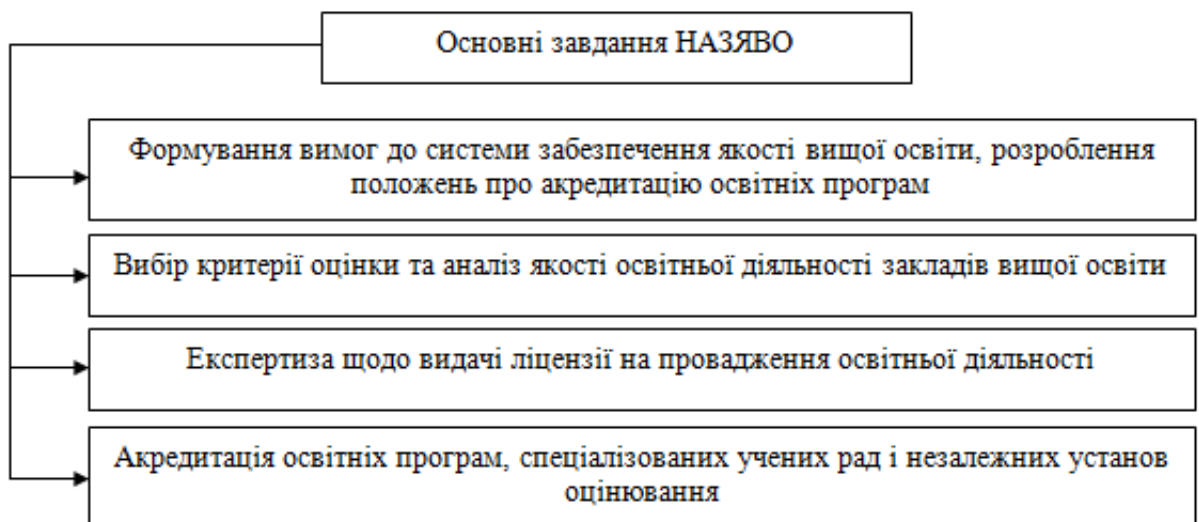 Основні завдання НАЗЯВО
Формування вимог до системи забезпечення якості вищої освіти, розроблення
положень про акредитацію освітніх програм
Вибір критерії оцінки та аналіз якості освітньої діяльності закладів вищої освіти
Експертиза щодо видачі ліцензії на провадження освітньої діяльності
Акредитація освітніх програм, спеціалізованих учених рад і незалежних установ
оцінювання